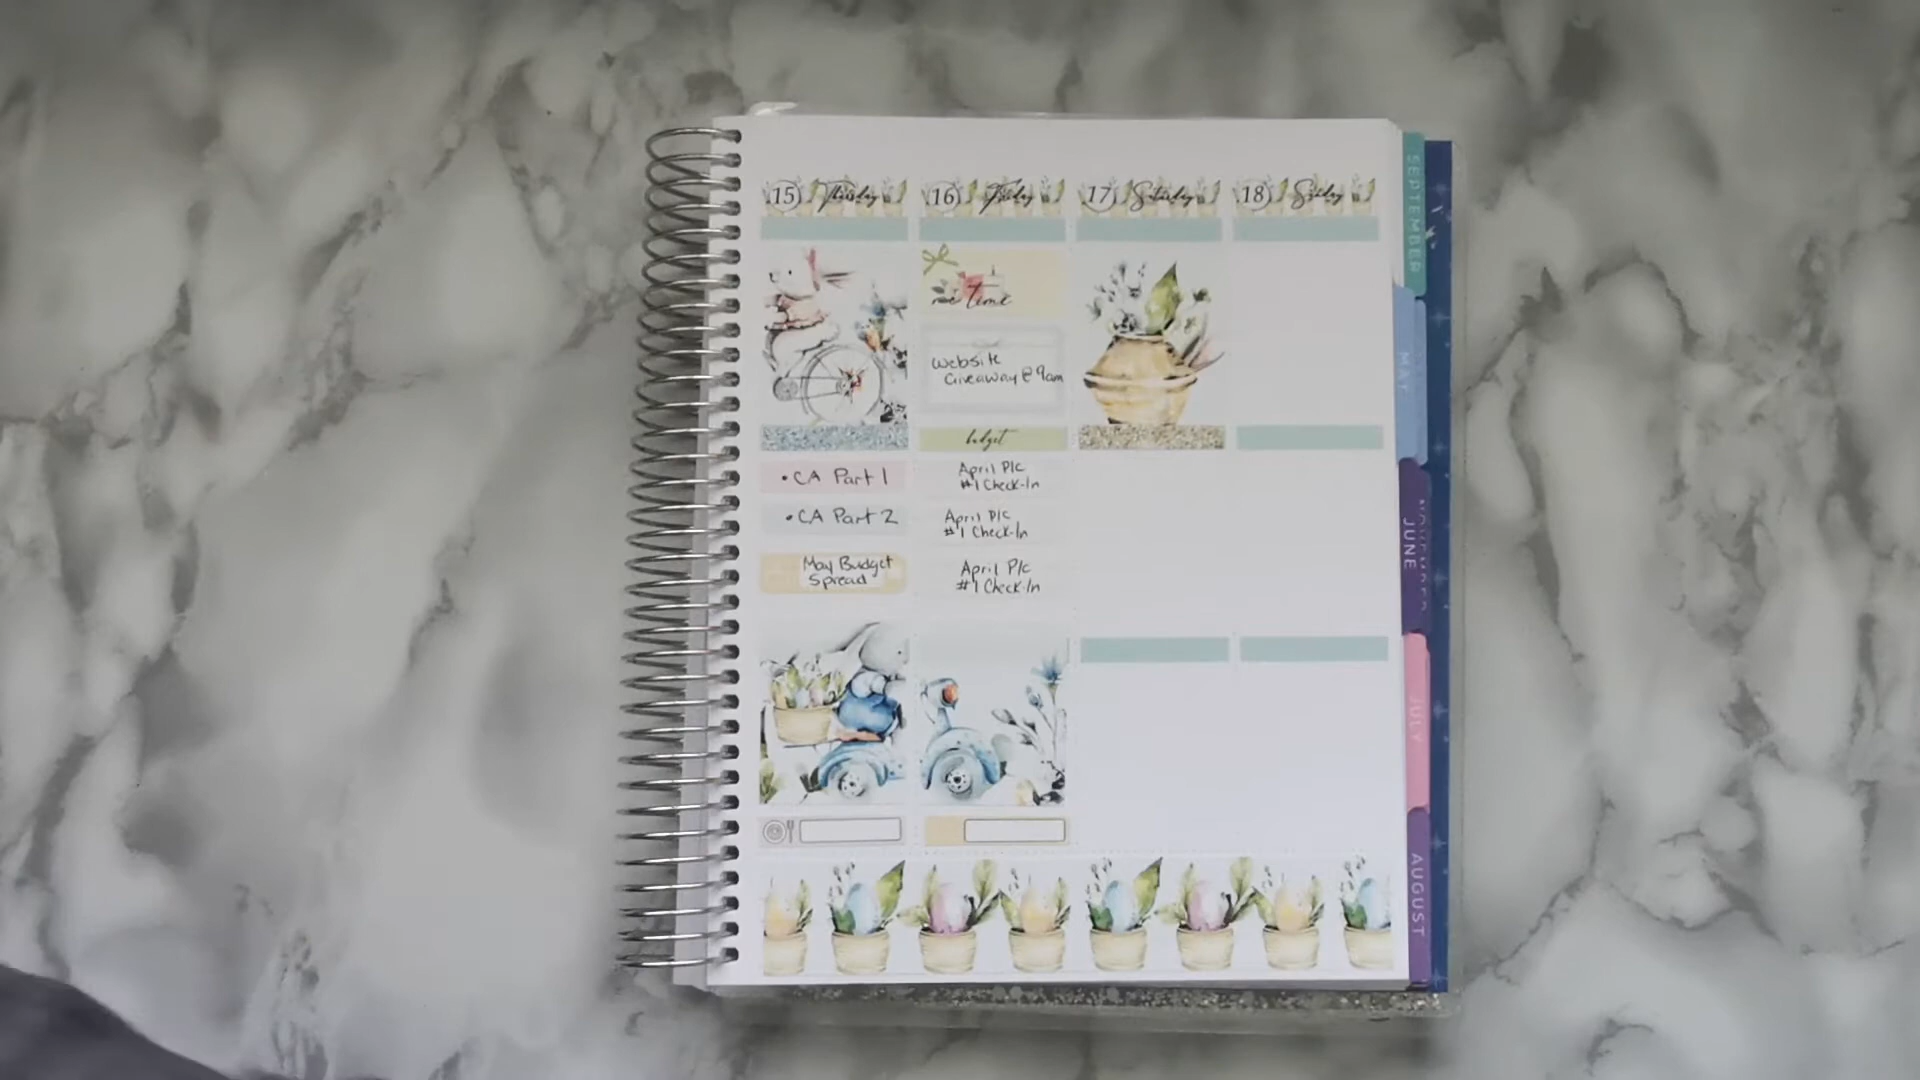 15 Thursday
16 Friday
17 Saturday
18 Sunday
• CA Part 1
• CA Part 2
May Budget
Spread
me time
Website
Giveaway @ 9am
budget
April P/c
#1 Check-In
April P/c
#1 Check-In
April P/c
#1 Check-In
SEPTEMBER
MAY
NOVEMBER
JUNE
JULY
AUGUST